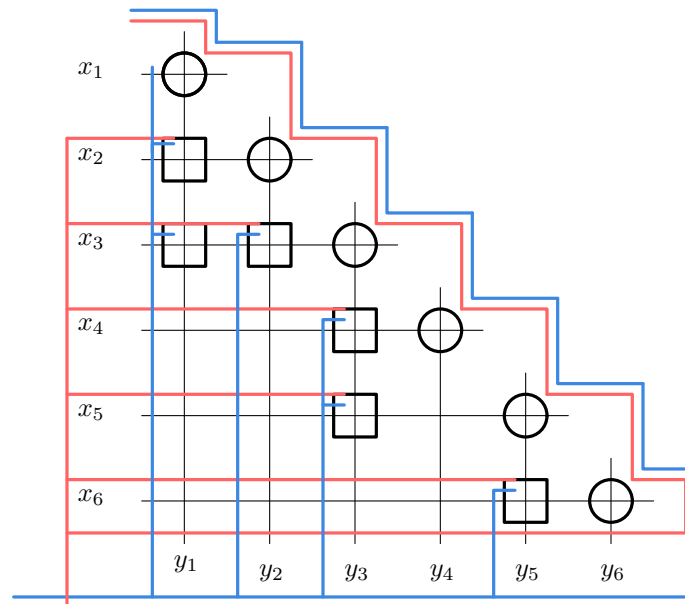 x₁
x₂
x₃
x₄
x₅
x₆
y₁ y₂ y₃ y₄ y₅ y₆